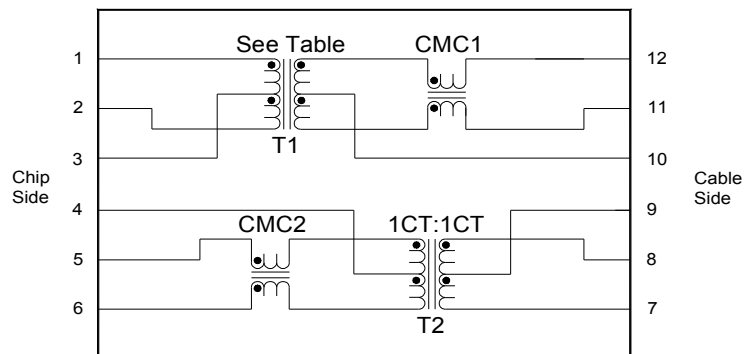 See Table CMC1
1 12
2 11
T1
3 10
Chip
Side
Cable
Side
4 9
CMC2 1CT:1CT
5 8
6 7
T2